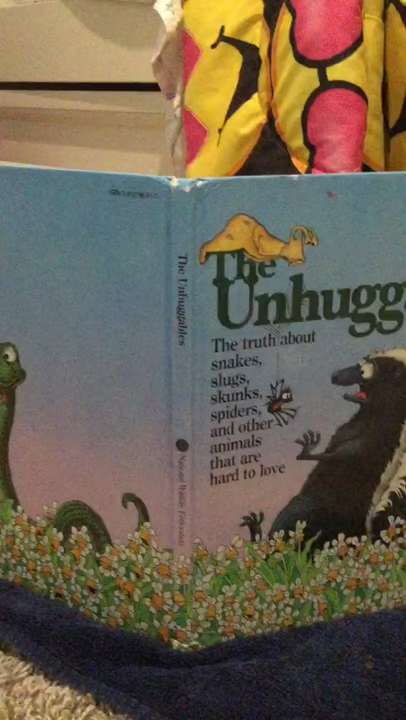 The Unhuggables
National Wildlife Federation
The
Unhugg
The truth about
snakes,
slugs,
skunks,
spiders,
and other
animals
that are
hard to love